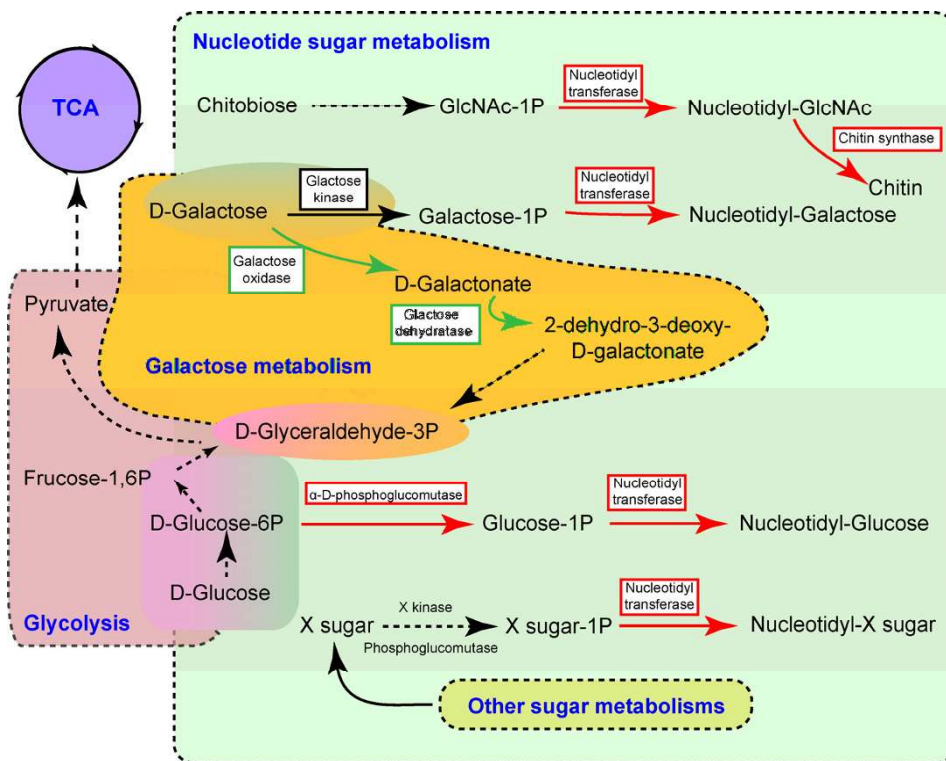 Nucleotide sugar metabolism
TCA
Chitobiose
GlcNAc-1P
Nucleotidyl
transferase
Nucleotidyl-GlcNAc
Chitin synthase
Chitin
D-Galactose
Glactose
kinase
Galactose-1P
Nucleotidyl
transferase
Nucleotidyl-Galactose
Galactose
oxidase
D-Galactonate
Glactose
dehydratase
2-dehydro-3-deoxy-
D-galactonate
Pyruvate
Galactose metabolism
D-Glyceraldehyde-3P
Frucose-1,6P
D-Glucose-6P
α-D-phosphoglucomutase
Glucose-1P
Nucleotidyl
transferase
Nucleotidyl-Glucose
D-Glucose
Glycolysis
X sugar
X kinase
Phosphoglucomutase
X sugar-1P
Nucleotidyl
transferase
Nucleotidyl-X sugar
Other sugar metabolisms